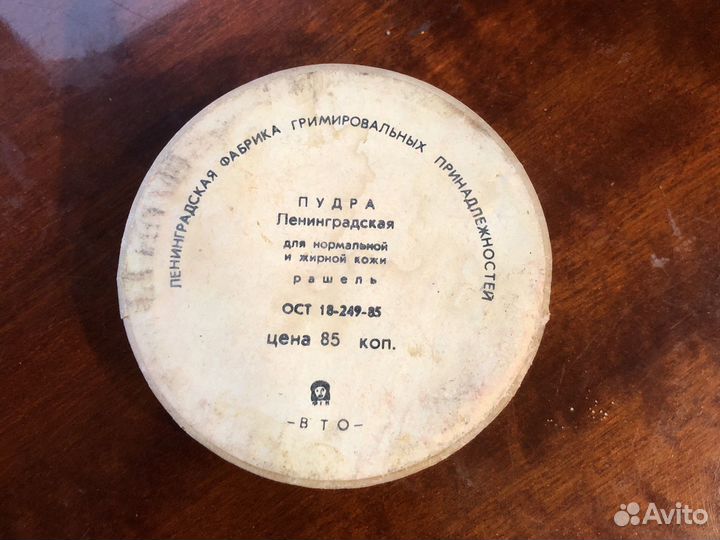 ЛЕНИНГРАДСКАЯ ФАБРИКА ГРИМИРОВАЛЬНЫХ ПРИНАДЛЕЖНОСТЕЙ
ПУДРА
Ленинградская
для нормальной
и жирной кожи
рашель
ОСТ 18-249-85
цена 85 коп.
-ВТО-
Avito